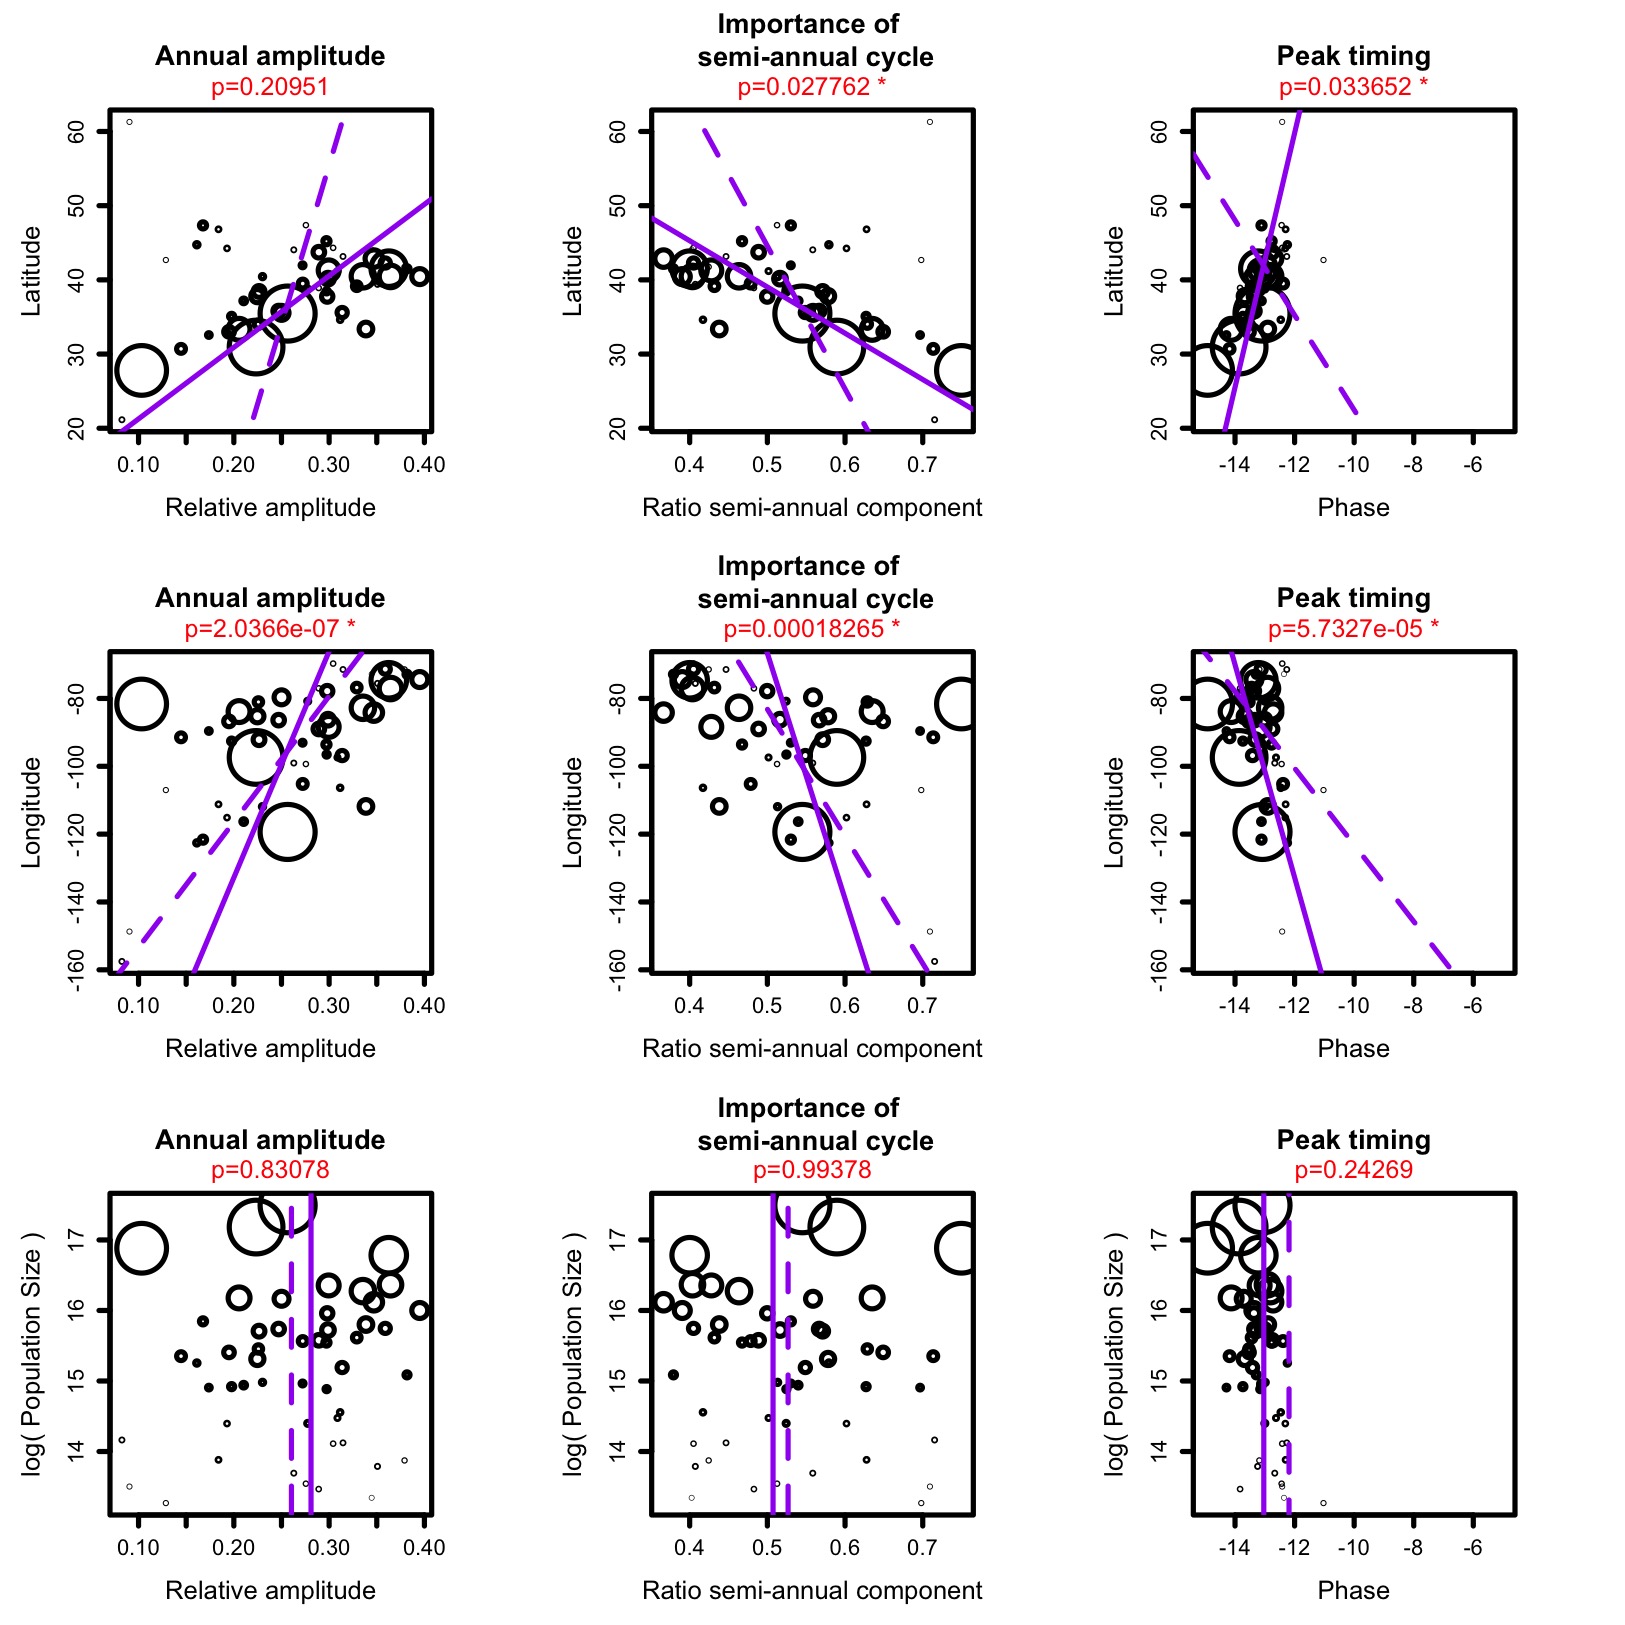 Annual amplitude
p=0.20951
60
50
40
30
20
Latitude
0.10 0.20 0.30 0.40
Relative amplitude
Importance of
semi-annual cycle
p=0.027762 *
60
50
40
30
20
Latitude
0.4 0.5 0.6 0.7
Ratio semi-annual component
Peak timing
p=0.033652 *
60
50
40
30
20
Latitude
-14 -12 -10 -8 -6
Phase
Annual amplitude
p=2.0366e-07 *
-80
-100
-120
-140
-160
Longitude
0.10 0.20 0.30 0.40
Relative amplitude
Importance of
semi-annual cycle
p=0.00018265 *
-80
-100
-120
-140
-160
Longitude
0.4 0.5 0.6 0.7
Ratio semi-annual component
Peak timing
p=5.7327e-05 *
-80
-100
-120
-140
-160
Longitude
-14 -12 -10 -8 -6
Phase
Annual amplitude
p=0.83078
17
16
15
14
log( Population Size )
0.10 0.20 0.30 0.40
Relative amplitude
Importance of
semi-annual cycle
p=0.99378
17
16
15
14
log( Population Size )
0.4 0.5 0.6 0.7
Ratio semi-annual component
Peak timing
p=0.24269
17
16
15
14
log( Population Size )
-14 -12 -10 -8 -6
Phase